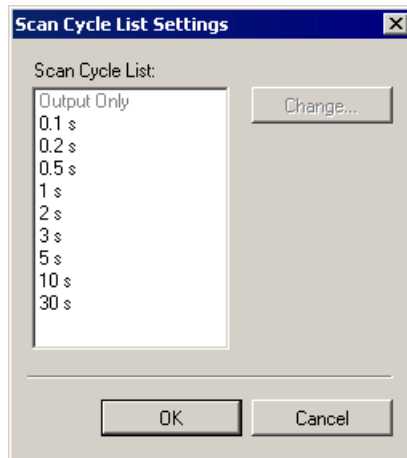 Scan Cycle List Settings
Scan Cycle List:
Output Only
0.1 s
0.2 s
0.5 s
1 s
2 s
3 s
5 s
10 s
30 s
Change...
OK
Cancel